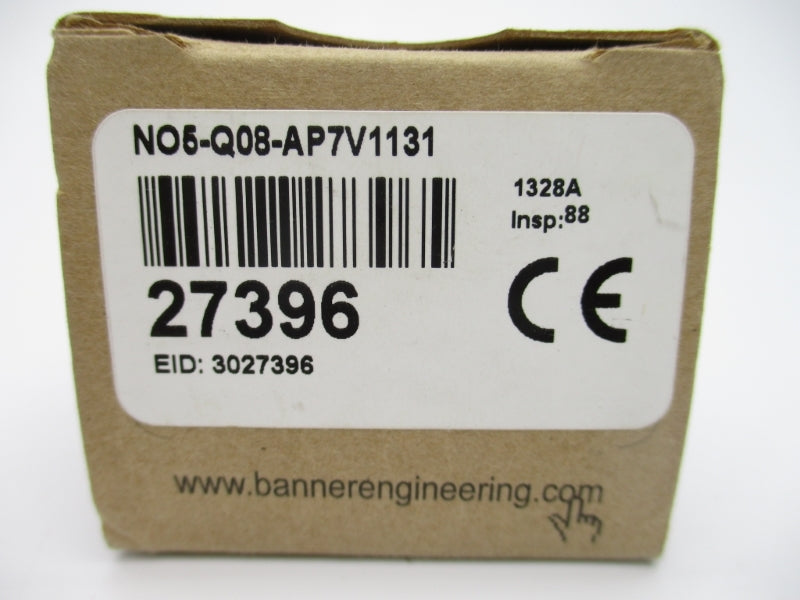 NO5-Q08-AP7V1131
1328A
Insp:88
27396
CE
EID: 3027396
www.bannerengineering.com